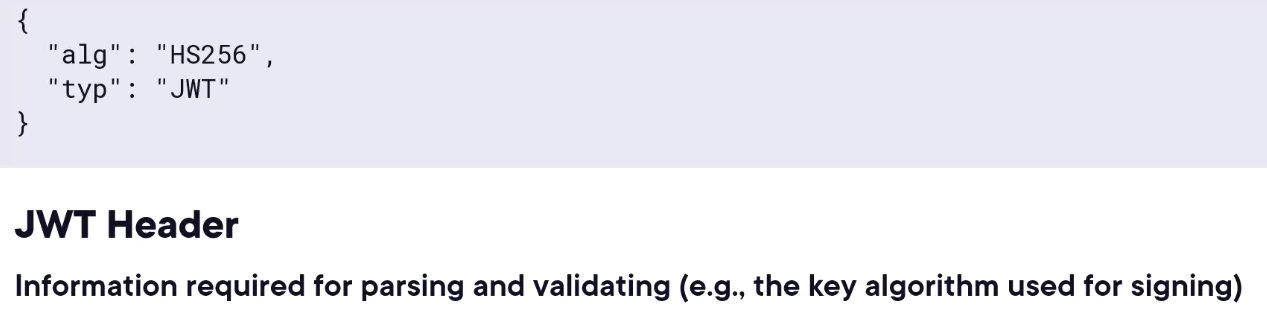 {
  "alg": "HS256",
  "typ": "JWT"
}
JWT Header
Information required for parsing and validating (e.g., the key algorithm used for signing)